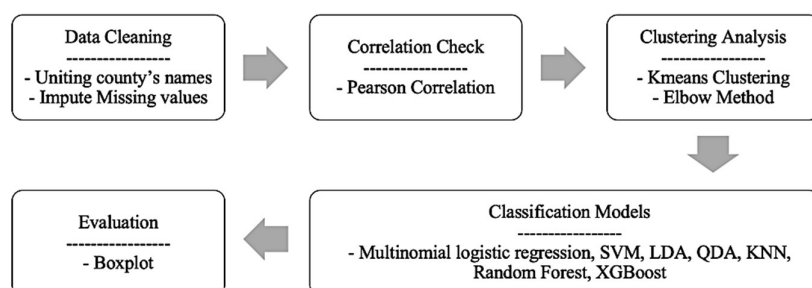 Data Cleaning
-----------------
- Uniting county's names
- Impute Missing values
Correlation Check
-----------------
- Pearson Correlation
Clustering Analysis
-----------------
- Kmeans Clustering
- Elbow Method
Classification Models
-----------------
- Multinomial logistic regression, SVM, LDA, QDA, KNN,
Random Forest, XGBoost
Evaluation
-----------------
- Boxplot